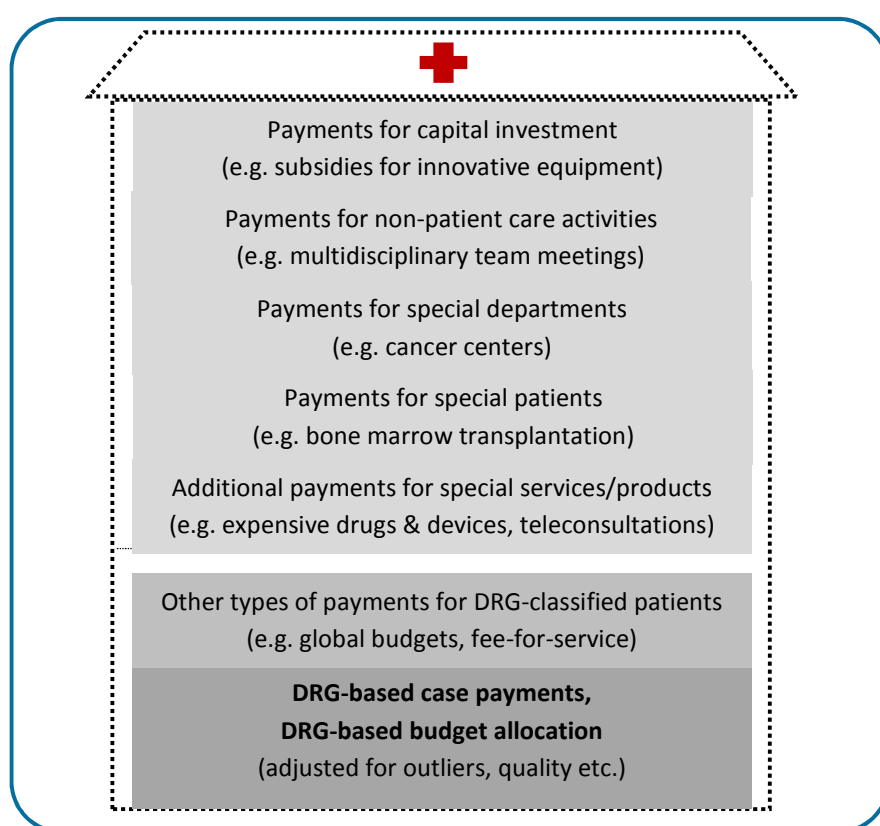 Payments for capital investment
(e.g. subsidies for innovative equipment)
Payments for non-patient care activities
(e.g. multidisciplinary team meetings)
Payments for special departments
(e.g. cancer centers)
Payments for special patients
(e.g. bone marrow transplantation)
Additional payments for special services/products
(e.g. expensive drugs & devices, teleconsultations)
Other types of payments for DRG-classified patients
(e.g. global budgets, fee-for-service)
DRG-based case payments,
DRG-based budget allocation
(adjusted for outliers, quality etc.)